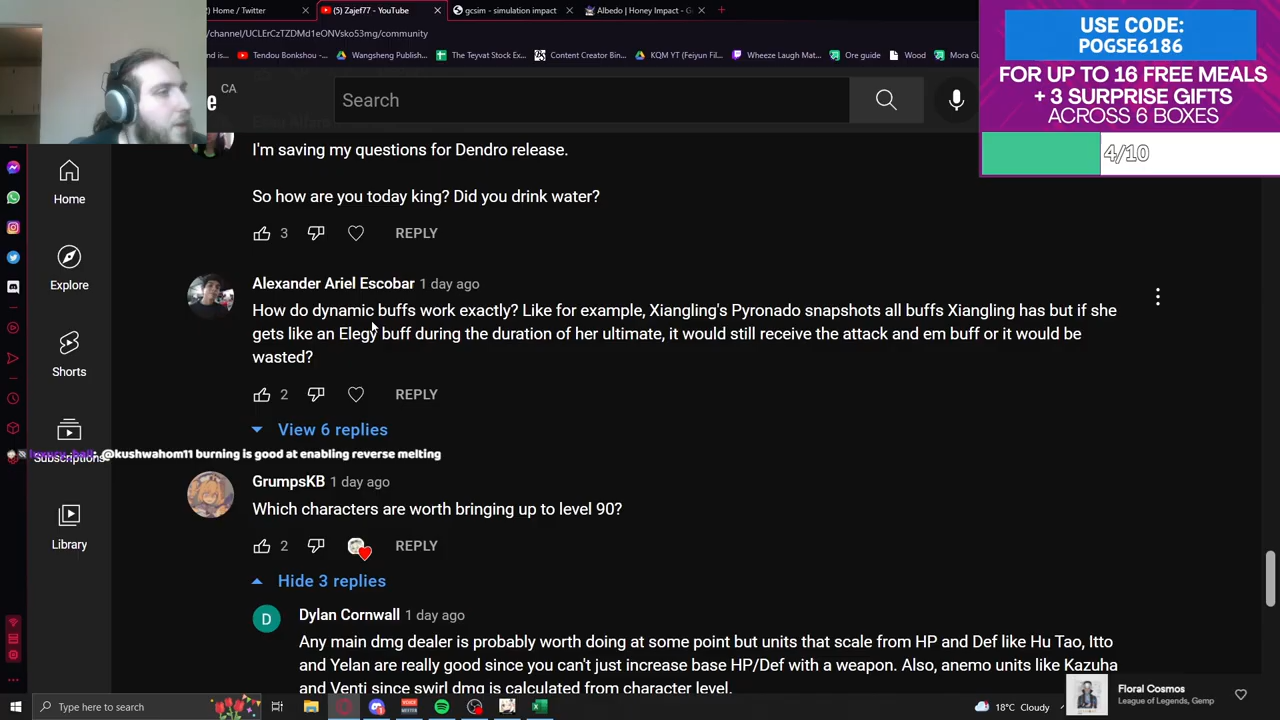 Home / Twitter
(5) Zajef77 - YouTube
gcsim - simulation impact
Albedo | Honey Impact - G
channel/UCLErCzTZDMd1eONVsko53mg/community
Tendou Bonkshou -
Wangsheng Publish...
The Teyvat Stock Ex...
Content Creator Bin...
KQM YT (Feiyun Fil...
Wheeze Laugh Mat...
Ore guide
Wood
Mora Gu
USE CODE:
POGSE6186
FOR UP TO 16 FREE MEALS
+ 3 SURPRISE GIFTS
ACROSS 6 BOXES
4/10
CA
Search
I'm saving my questions for Dendro release.
So how are you today king? Did you drink water?
3 REPLY
Home
Explore
Shorts
Subscriptions
Library
Alexander Ariel Escobar 1 day ago
How do dynamic buffs work exactly? Like for example, Xiangling's Pyronado snapshots all buffs Xiangling has but if she
gets like an Elegy buff during the duration of her ultimate, it would still receive the attack and em buff or it would be
wasted?
2 REPLY
View 6 replies
@kushwahom11 burning is good at enabling reverse melting
GrumpsKB 1 day ago
Which characters are worth bringing up to level 90?
2 REPLY
Hide 3 replies
D
Dylan Cornwall 1 day ago
Any main dmg dealer is probably worth doing at some point but units that scale from HP and Def like Hu Tao, Itto
and Yelan are really good since you can't just increase base HP/Def with a weapon. Also, anemo units like Kazuha
and Venti since swirl dmg is calculated from character level.
Type here to search
18°C Cloudy
Floral Cosmos
League of Legends, Gemp